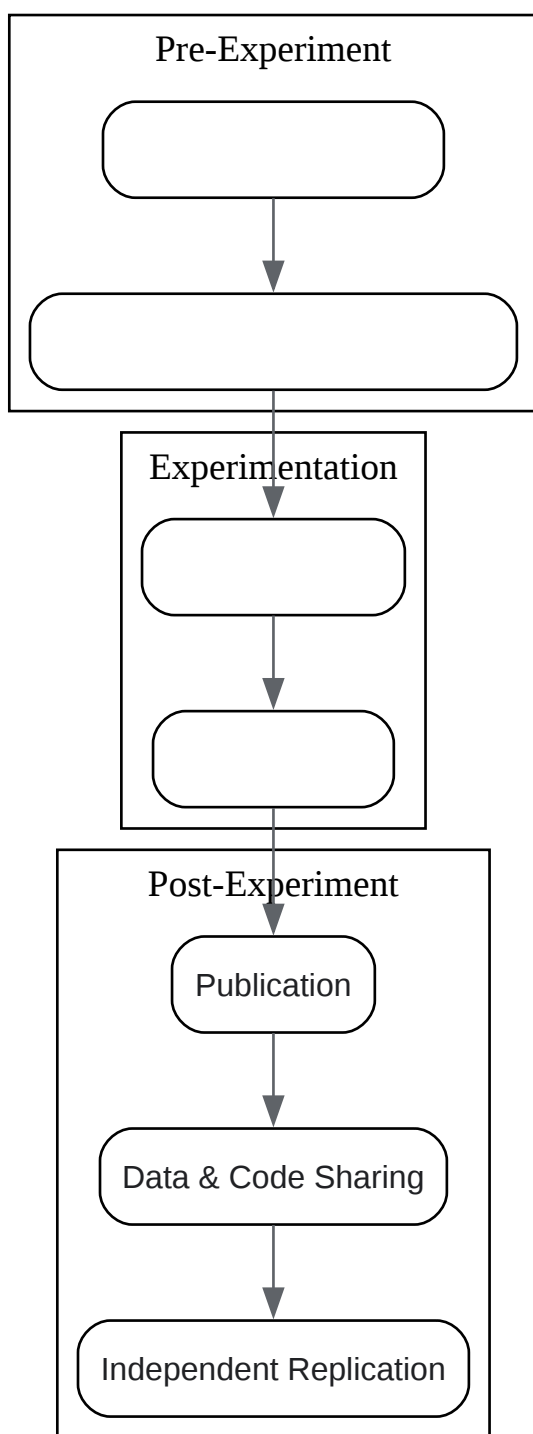 Pre-Experiment
Experimentation
Post-Experiment
Publication
Data & Code Sharing
Independent Replication